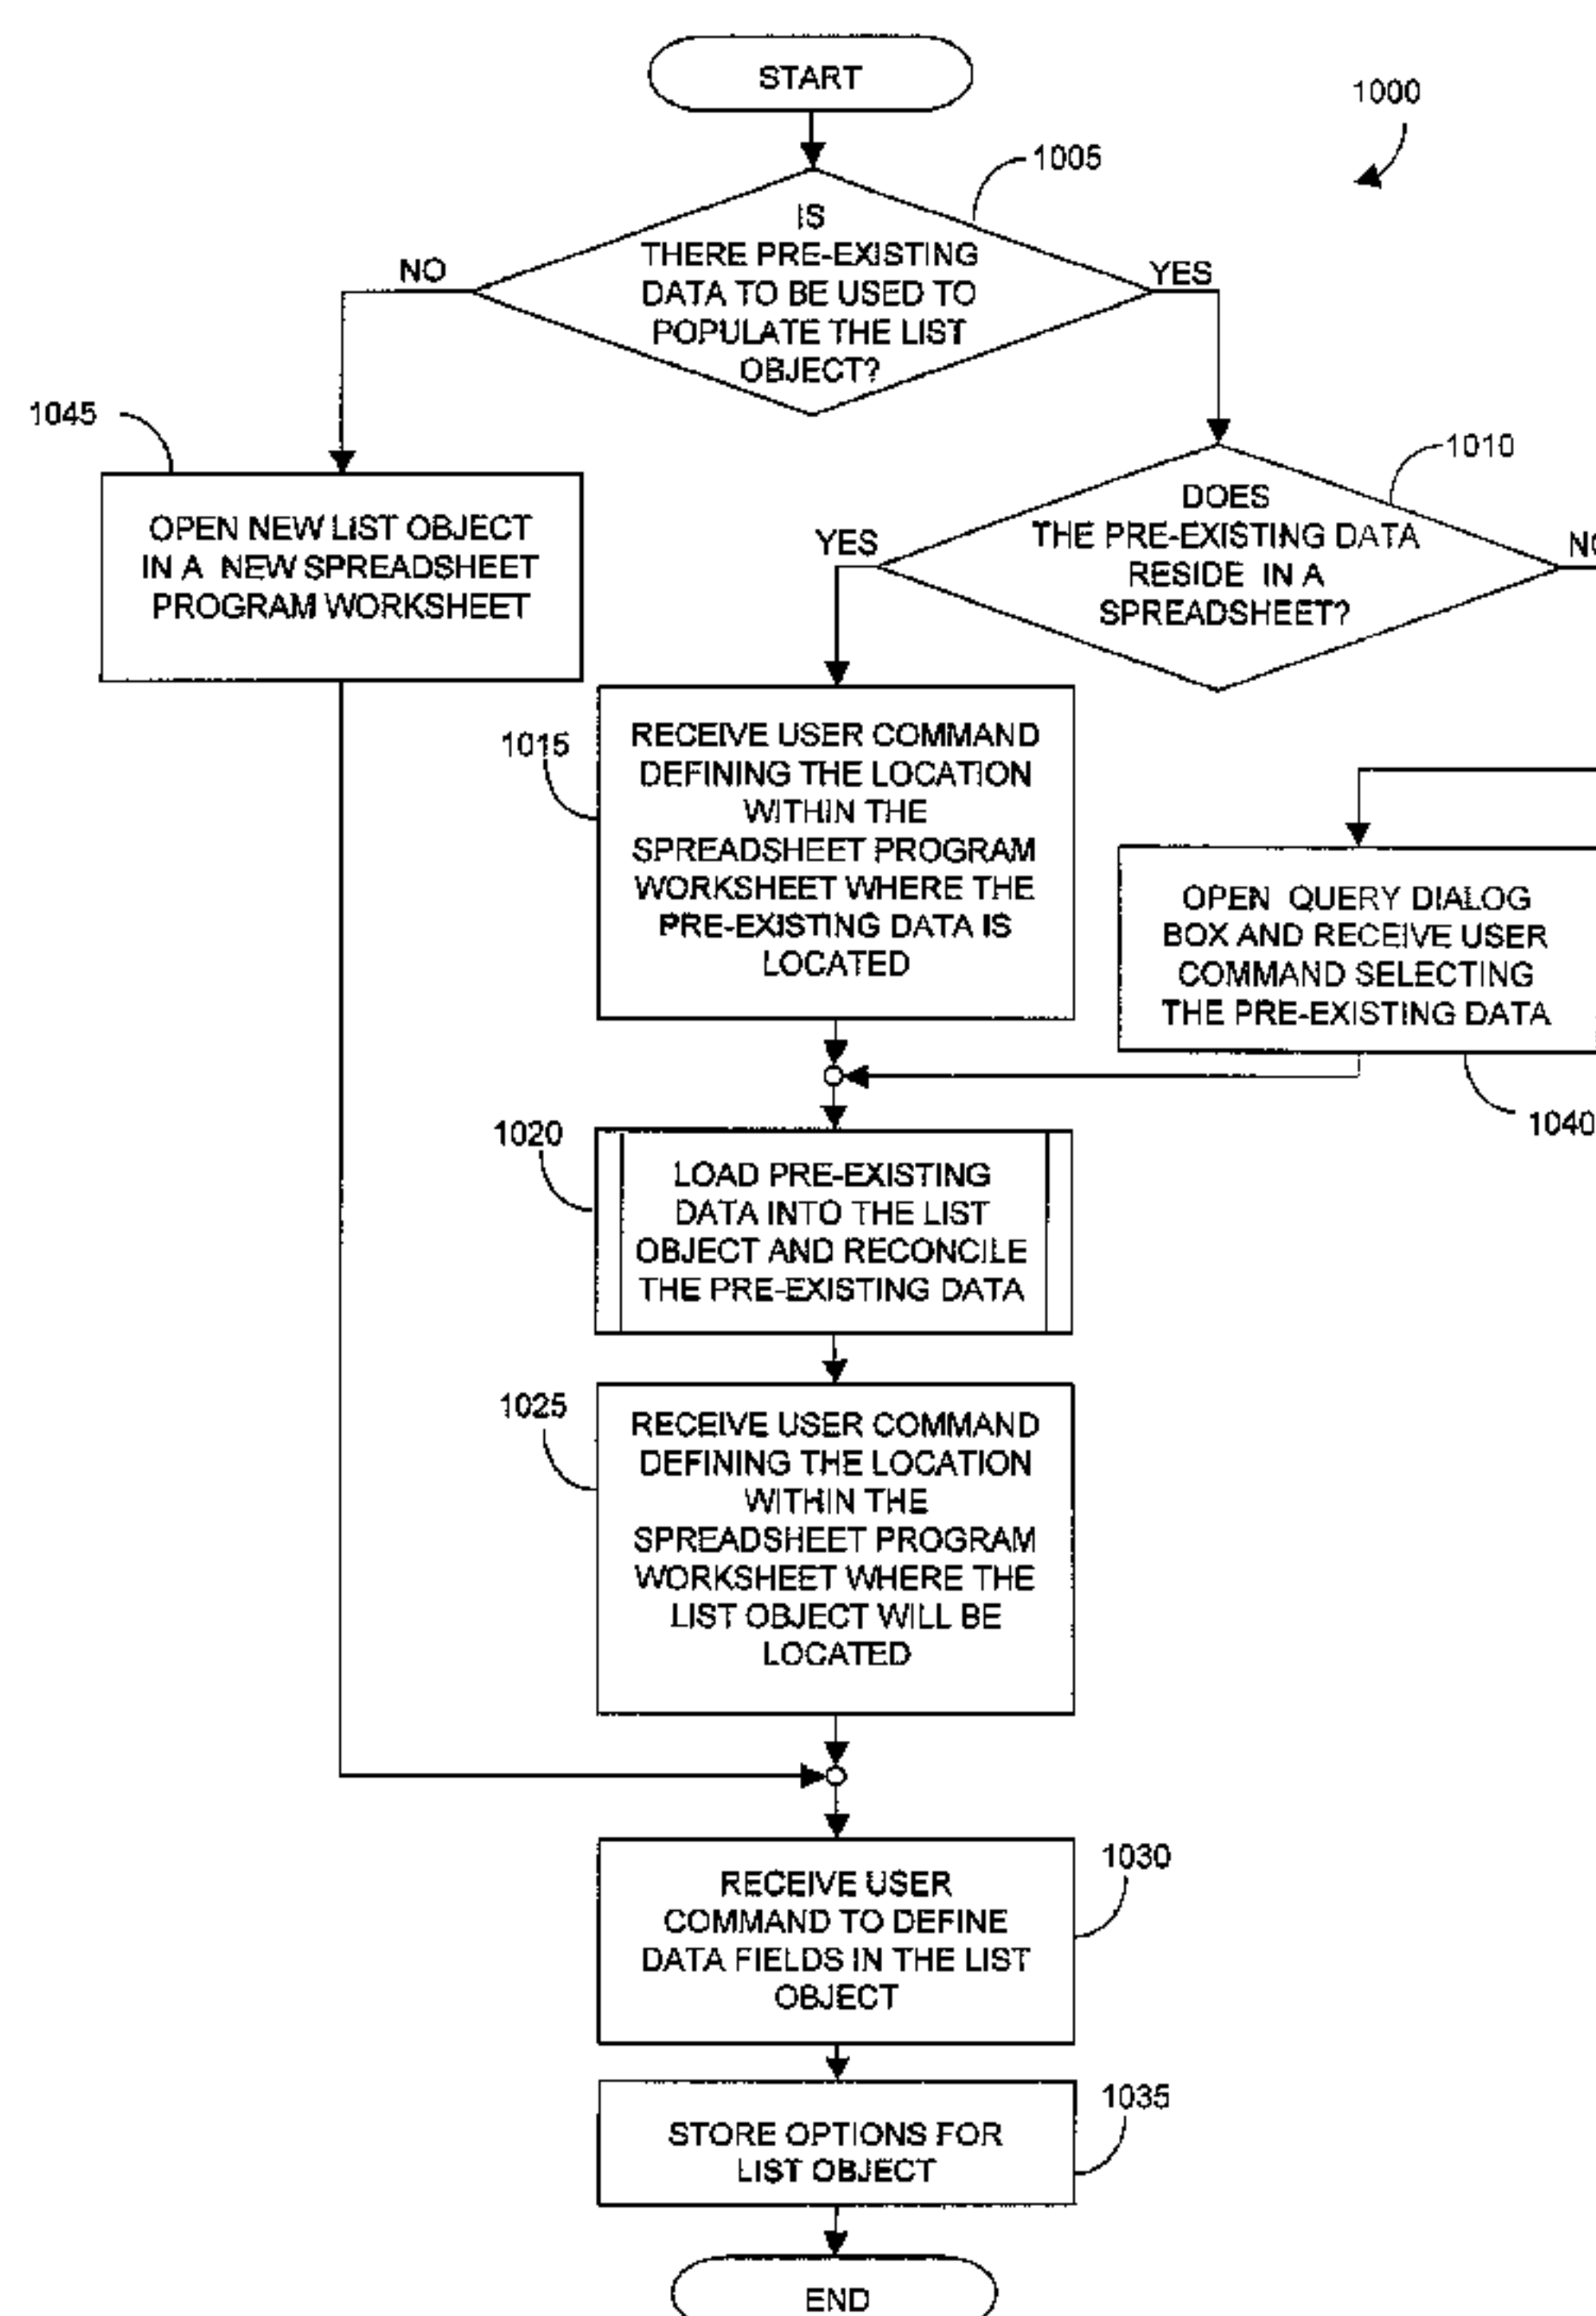 START
1000
1005
IS
THERE PRE-EXISTING
DATA TO BE USED TO
POPULATE THE LIST
OBJECT?
NO
YES
1045
OPEN NEW LIST OBJECT
IN A NEW SPREADSHEET
PROGRAM WORKSHEET
1010
DOES
THE PRE-EXISTING DATA
RESIDE IN A
SPREADSHEET?
YES
NO
1015
RECEIVE USER COMMAND
DEFINING THE LOCATION
WITHIN THE
SPREADSHEET PROGRAM
WORKSHEET WHERE THE
PRE-EXISTING DATA IS
LOCATED
OPEN QUERY DIALOG
BOX AND RECEIVE USER
COMMAND SELECTING
THE PRE-EXISTING DATA
1040
1020
LOAD PRE-EXISTING
DATA INTO THE LIST
OBJECT AND RECONCILE
THE PRE-EXISTING DATA
1025
RECEIVE USER COMMAND
DEFINING THE LOCATION
WITHIN THE
SPREADSHEET PROGRAM
WORKSHEET WHERE THE
LIST OBJECT WILL BE
LOCATED
1030
RECEIVE USER
COMMAND TO DEFINE
DATA FIELDS IN THE LIST
OBJECT
1035
STORE OPTIONS FOR
LIST OBJECT
END